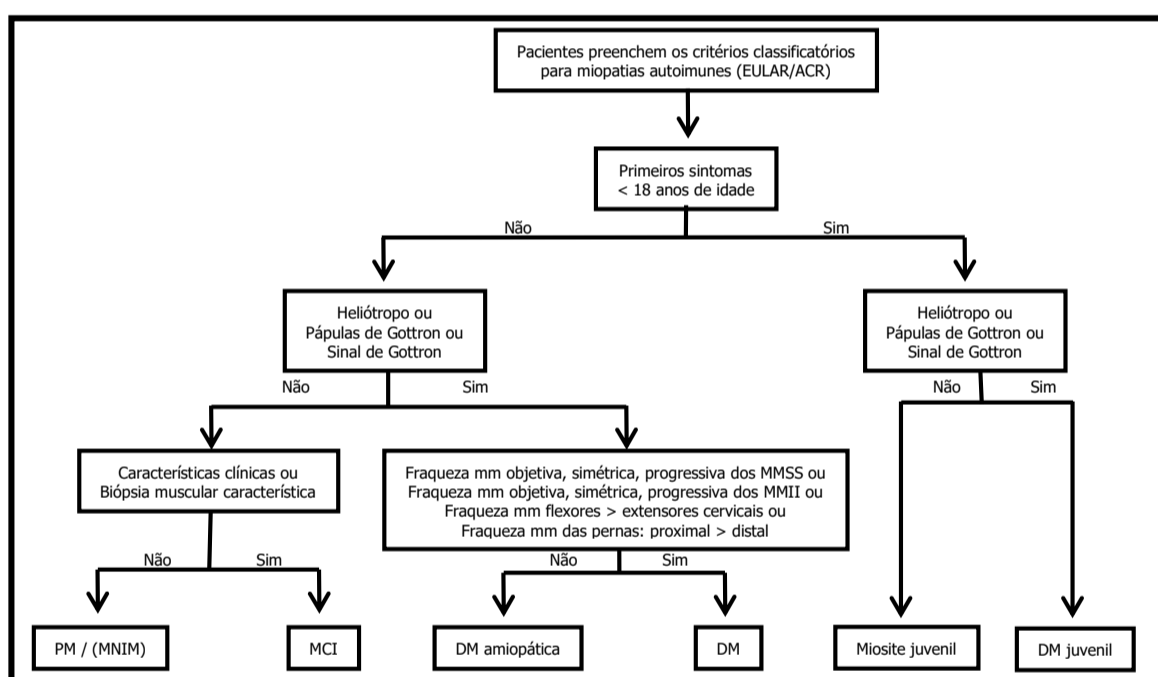 Pacientes preenchem os critérios classificatórios
para miopatias autoimunes (EULAR/ACR)
Primeiros sintomas
< 18 anos de idade
Não
Sim
Heliótropo ou
Pápulas de Gottron ou
Sinal de Gottron
Heliótropo ou
Pápulas de Gottron ou
Sinal de Gottron
Não
Sim
Não
Sim
Características clínicas ou
Biópsia muscular característica
Fraqueza mm objetiva, simétrica, progressiva dos MMSS ou
Fraqueza mm objetiva, simétrica, progressiva dos MMII ou
Fraqueza mm flexores > extensores cervicais ou
Fraqueza mm das pernas: proximal > distal
Não
Sim
Não
Sim
PM / (MNIM)
MCI
DM amiopática
DM
Miosite juvenil
DM juvenil